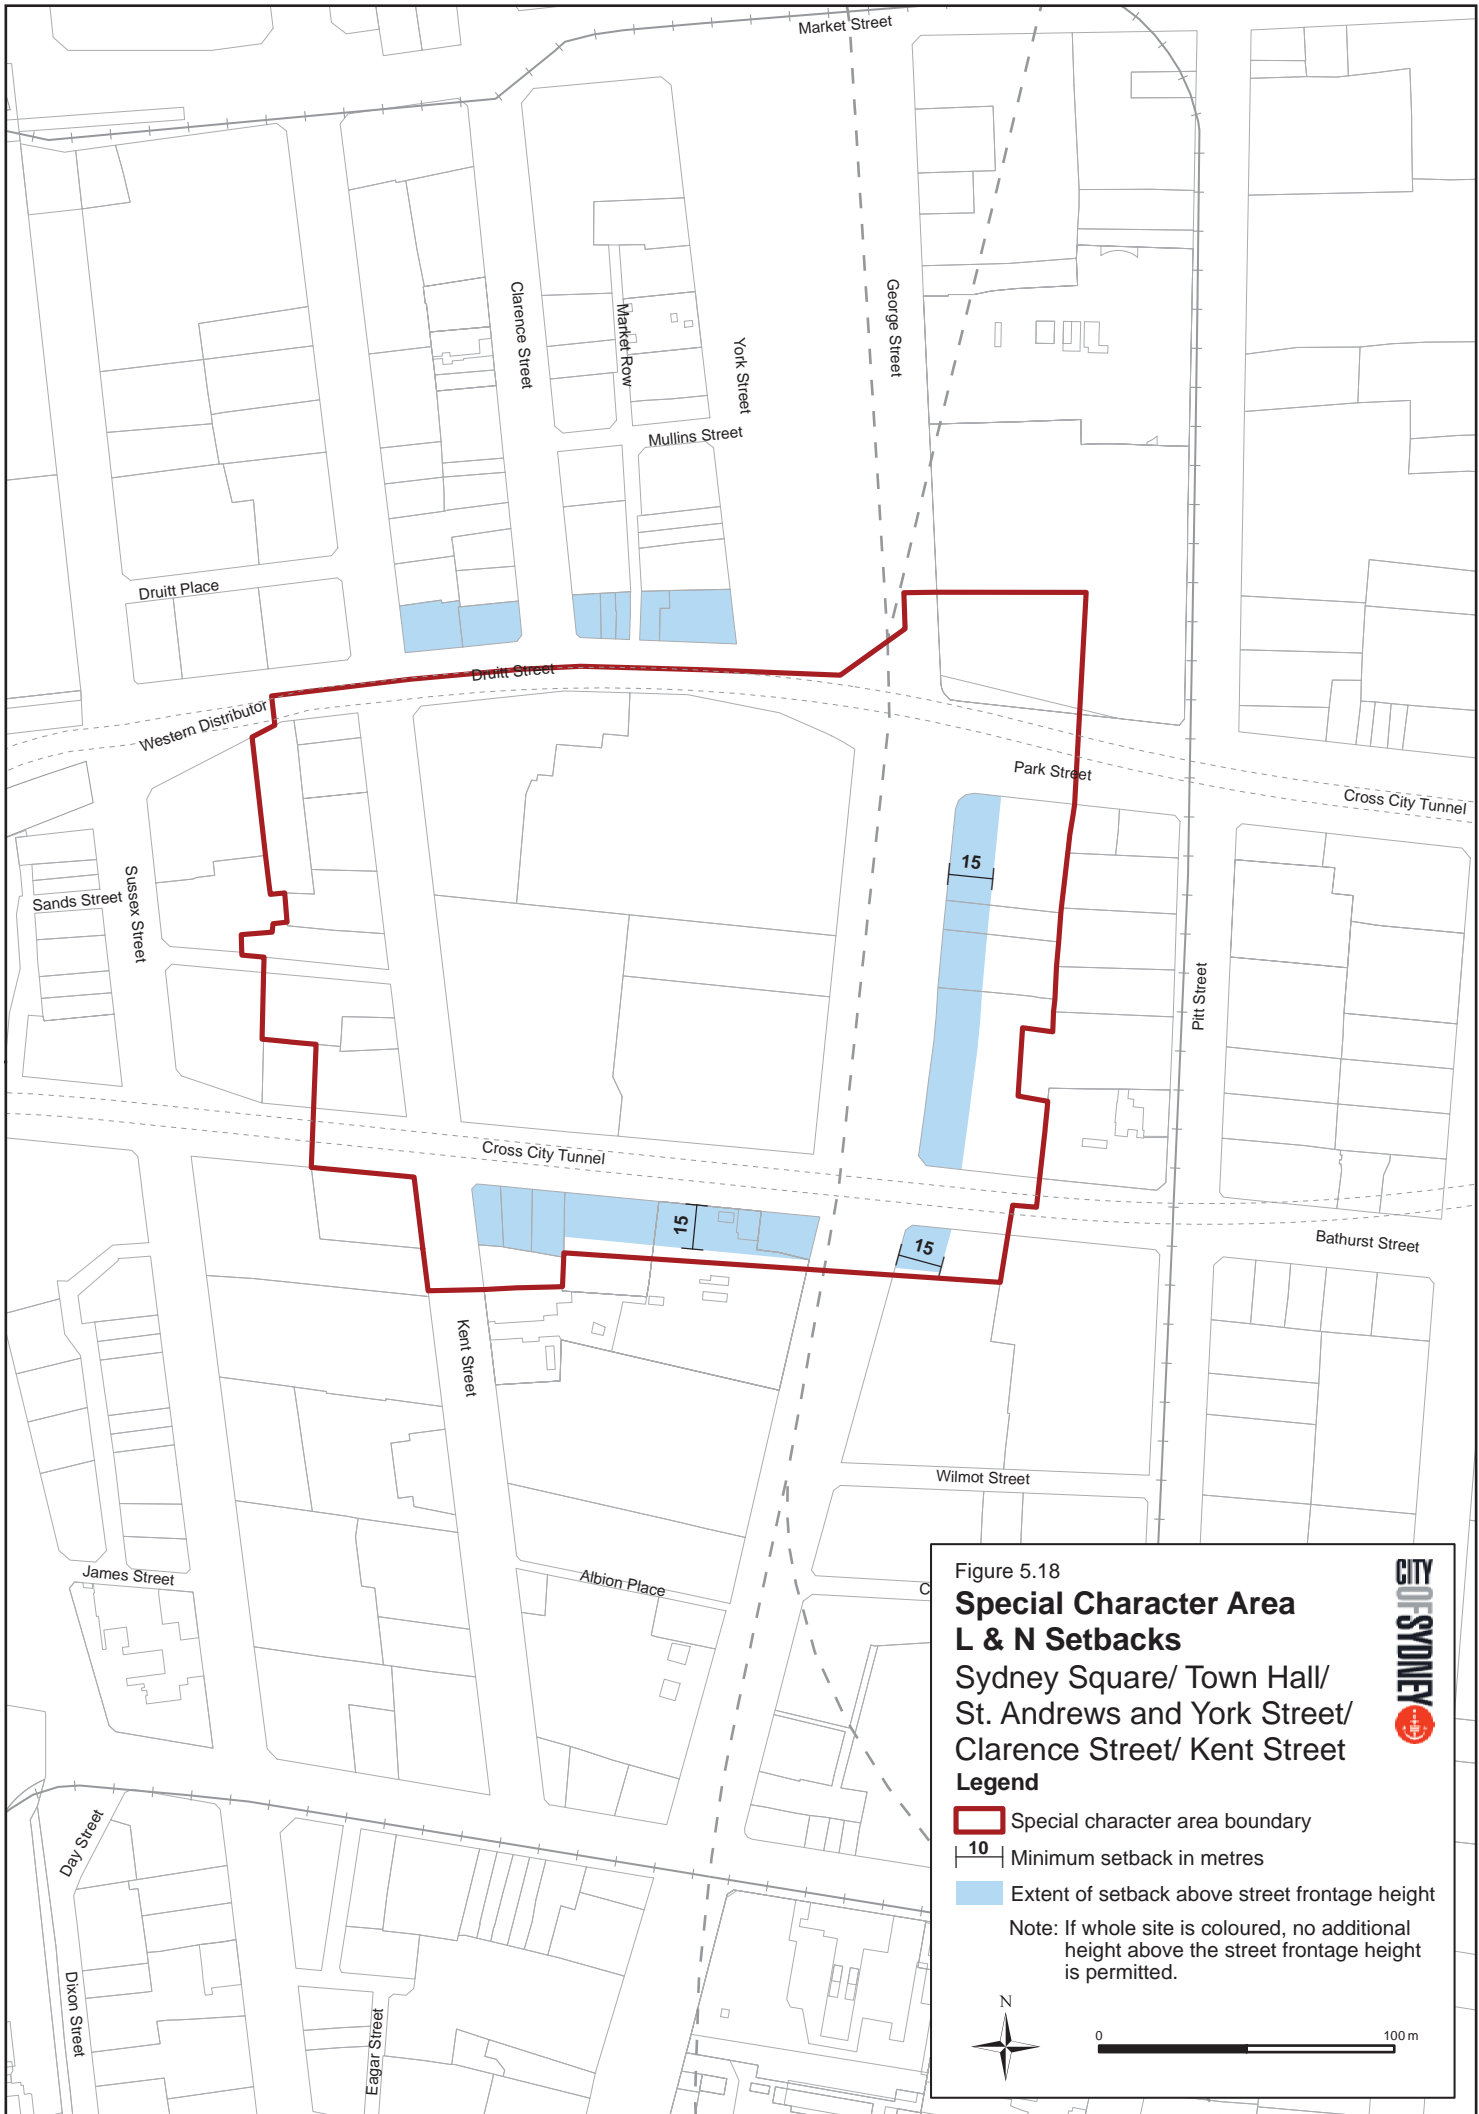 Market Street
Clarence Street
Market Row
York Street
George Street
Mullins Street
Druitt Place
Druitt Street
Western Distributor
Park Street
Cross City Tunnel
15
Sands Street
Sussex Street
Pitt Street
Cross City Tunnel
15
15
Bathurst Street
Kent Street
Wilmot Street
James Street
Albion Place
C
Day Street
Dixon Street
Eagar Street
Figure 5.18
Special Character Area
L & N Setbacks
Sydney Square/ Town Hall/
St. Andrews and York Street/
Clarence Street/ Kent Street
CITY OF SYDNEY
Legend
Special character area boundary
10
Minimum setback in metres
Extent of setback above street frontage height
Note: If whole site is coloured, no additional
height above the street frontage height
is permitted.
N
0
100 m